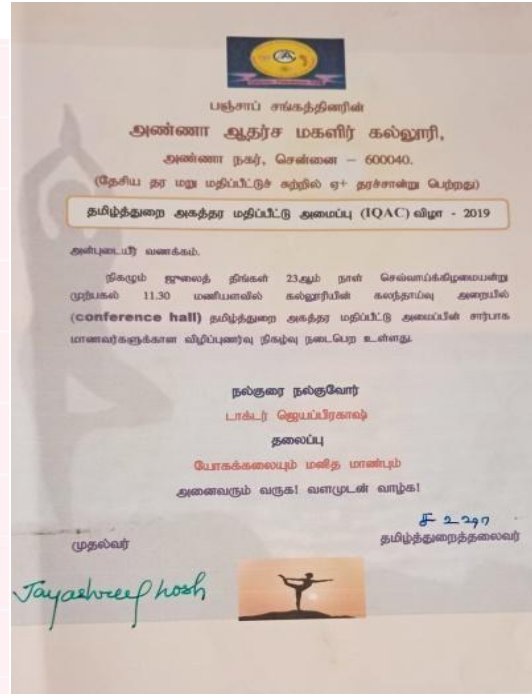 பஞ்சாப் சங்கத்தினரின்
அண்ணா ஆதர்ச மகளிர் கல்லூரி,
அண்ணா நகர், சென்னை – 600040.
(தேசிய தர மறு மதிப்பீட்டுச் சுற்றில் ஏ+ தரச்சான்று பெற்றது)
தமிழ்த்துறை அகத்தர மதிப்பீட்டு அமைப்பு (IQAC) விழா - 2019
அன்புடையீர் வணக்கம்.
நிகழும் ஜுலைத் திங்கள் 23ஆம் நாள் செவ்வாய்க்கிழமையன்று
முற்பகல் 11.30 மணியளவில் கல்லூரியின் கலந்தாய்வு அறையில்
(conference hall) தமிழ்த்துறை அகத்தர மதிப்பீட்டு அமைப்பின் சார்பாக
மாணவர்களுக்கான விழிப்புணர்வு நிகழ்வு நடைபெற உள்ளது.
நல்குரை நல்குவோர்
டாக்டர் ஜெயப்பிரகாஷ்
தலைப்பு
யோகக்கலையும் மனித மாண்பும்
அனைவரும் வருக! வளமுடன் வாழ்க!
முதல்வர்
தமிழ்த்துறைத்தலைவர்
Jayashree Ghosh